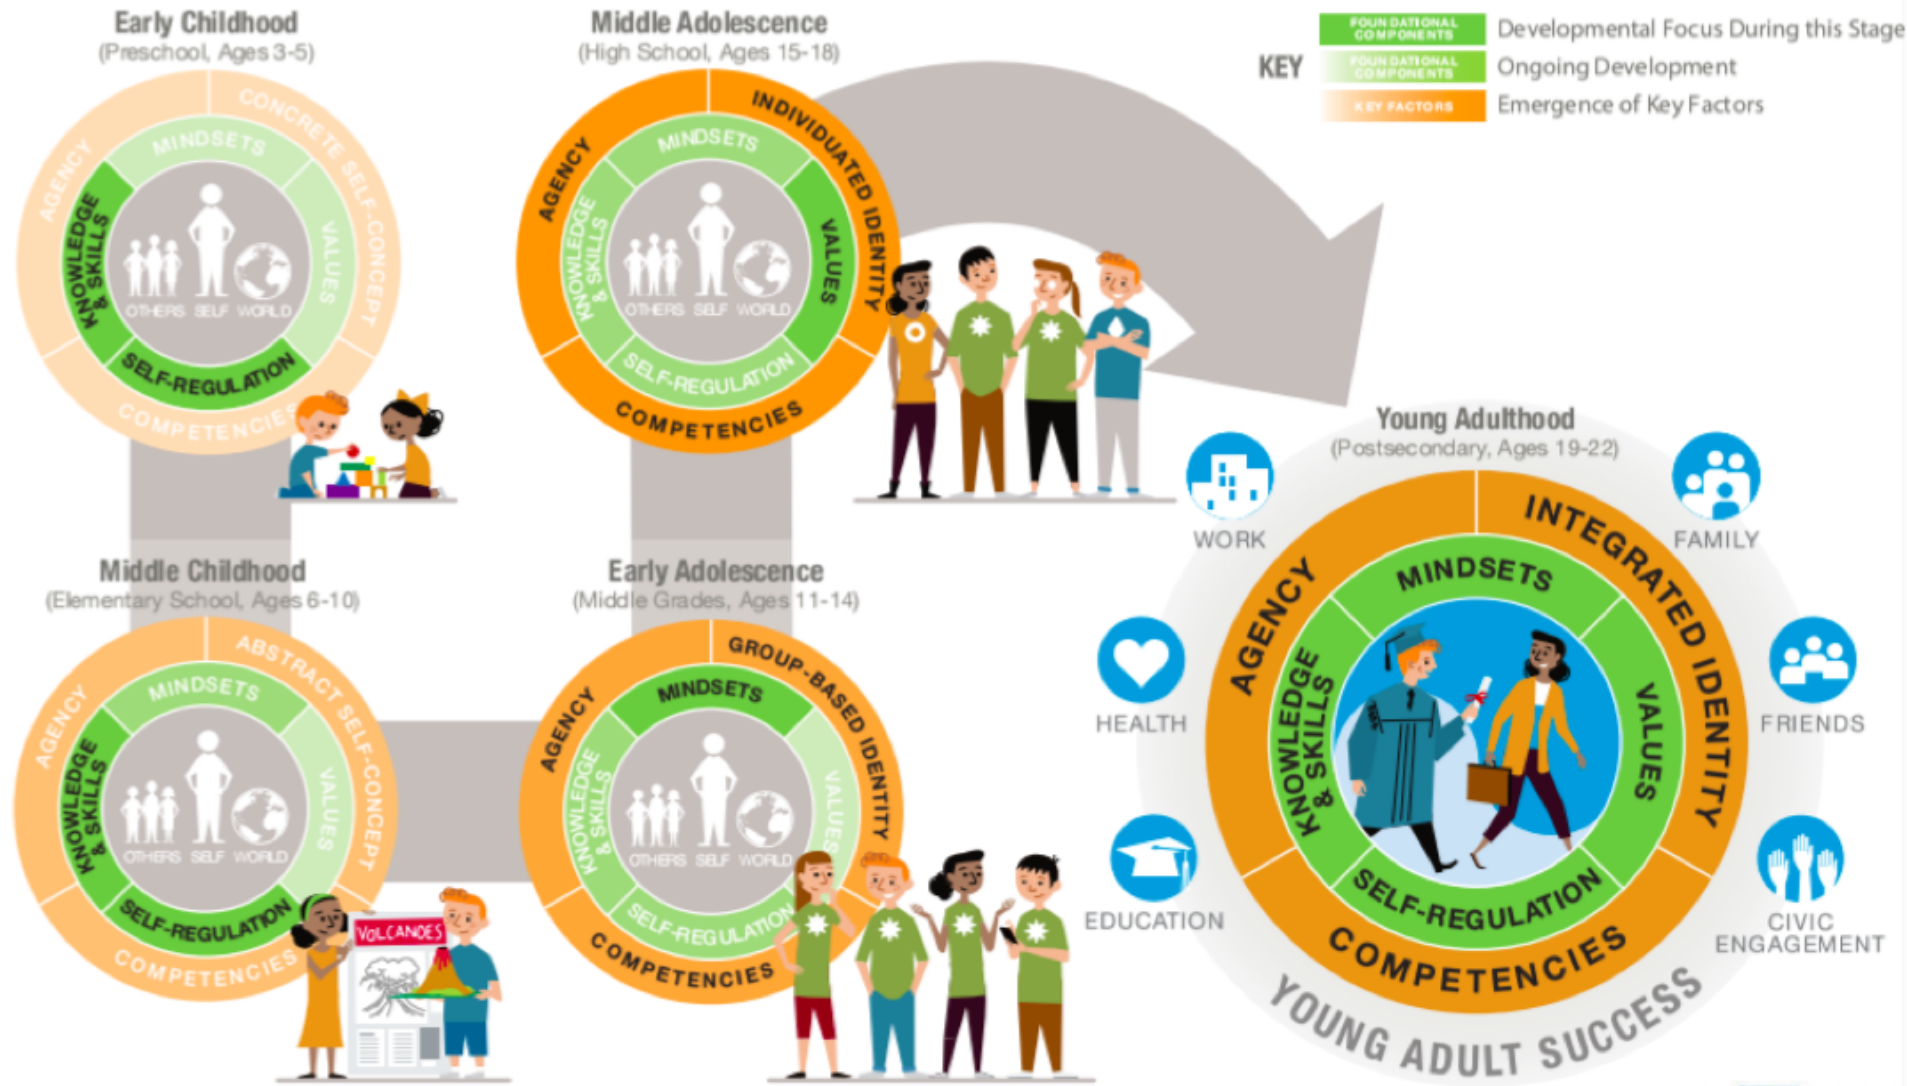 Early Childhood
(Preschool, Ages 3-5)
AGENCY
CONCRETE SELF-CONCEPT
COMPETENCIES
MINDSETS
VALUES
KNOWLEDGE
& SKILLS
SELF-REGULATION
OTHERS SELF WORLD
Middle Childhood
(Elementary School, Ages 6-10)
AGENCY
ABSTRACT SELF-CONCEPT
COMPETENCIES
MINDSETS
VALUES
KNOWLEDGE
& SKILLS
SELF-REGULATION
OTHERS SELF WORLD
VOLCANOES
Early Adolescence
(Middle Grades, Ages 11-14)
AGENCY
GROUP-BASED IDENTITY
COMPETENCIES
MINDSETS
VALUES
KNOWLEDGE
& SKILLS
SELF-REGULATION
OTHERS SELF WORLD
Middle Adolescence
(High School, Ages 15-18)
AGENCY
INDIVIDUATED IDENTITY
COMPETENCIES
MINDSETS
VALUES
KNOWLEDGE
& SKILLS
SELF-REGULATION
OTHERS SELF WORLD
KEY
FOUNDATIONAL
COMPONENTS
Developmental Focus During this Stage
FOUNDATIONAL
COMPONENTS
Ongoing Development
KEY FACTORS
Emergence of Key Factors
Young Adulthood
(Postsecondary, Ages 19-22)
AGENCY
INTEGRATED IDENTITY
COMPETENCIES
MINDSETS
VALUES
KNOWLEDGE
& SKILLS
SELF-REGULATION
WORK
FAMILY
HEALTH
FRIENDS
EDUCATION
CIVIC
ENGAGEMENT
YOUNG ADULT SUCCESS